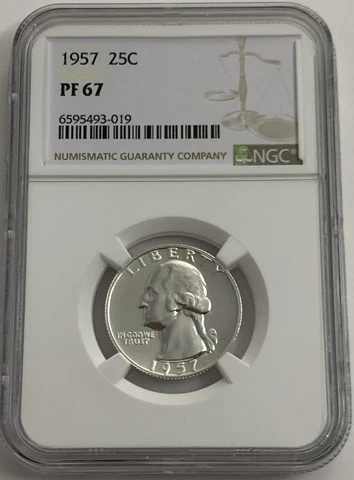 1957 25C
PF 67
6595493-019
NUMISMATIC GUARANTY COMPANY
NGC®
LIBERTY
IN GOD WE
TRUST
1957